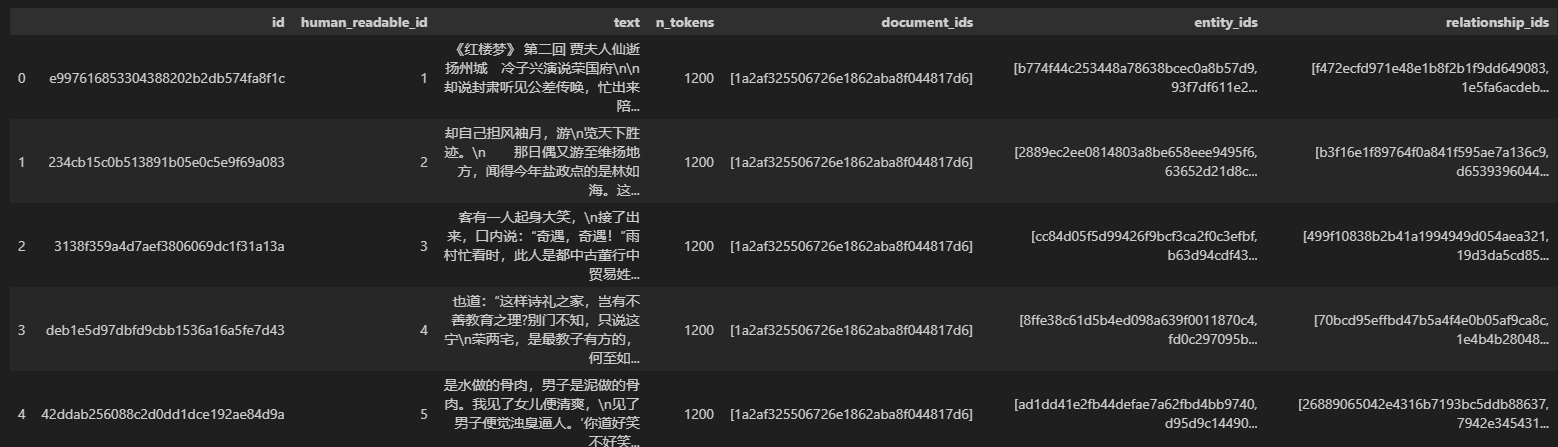 id human_readable_id text n_tokens document_ids entity_ids relationship_ids
《红楼梦》 第二回 贾夫人仙逝
扬州城 冷子兴演说荣国府\n\n
0 e997616853304388202b2db574fa8f1c 1 却说封肃听见公差传唤，忙出来 1200 [1a2af325506726e1862aba8f044817d6] [b774f44c253448a78638bcec0a8b57d9, [f472ecfd971e48e1b8f2b1f9dd649083,
陪... 93f7df611e2... 1e5fa6acdeb...
却自己担风袖月，游\n览天下胜
迹。\n 那日偶又游至维扬地
1 234cb15c0b513891b05e0c5e9f69a083 2 方，闻得今年盐政点的是林如 1200 [1a2af325506726e1862aba8f044817d6] [2889ec2ee0814803a8be658eee9495f6, [b3f16e1f89764f0a841f595ae7a136c9,
海。这... 63652d21d8c... d6539396044...
客有一人起身大笑，\n接了出
来，口内说：“奇遇，奇遇！”雨
2 3138f359a4d7aef3806069dc1f31a13a 3 村忙看时，此人是都中古董行中 1200 [1a2af325506726e1862aba8f044817d6] [cc84d05f5d99426f9bcf3ca2f0c3efbf, [499f10838b2b41a1994949d054aea321,
贸易姓... b63d94cdf43... 19d3da5cd85...
也道：“这样诗礼之家，岂有不
善教育之理?别门不知，只说这
3 deb1e5d97dbfd9cbb1536a16a5fe7d43 4 宁\n荣两宅，是最教子有方的， 1200 [1a2af325506726e1862aba8f044817d6] [8ffe38c61d5b4ed098a639f0011870c4, [70bcd95effbd47b5a4f4e0b05af9ca8c,
何至如... fd0c297095b... 1e4b4b28048...
是水做的骨肉，男子是泥做的骨
肉。我见了女儿便清爽，\n见了
4 42ddab256088c2d0dd1dce192ae84d9a 5 男子便觉浊臭逼人。’你道好笑 1200 [1a2af325506726e1862aba8f044817d6] [ad1dd41e2fb44defae7a62fbd4bb9740, [26889065042e4316b7193bc5ddb88637,
不好笑... d95d9c14490... 7942e345431...